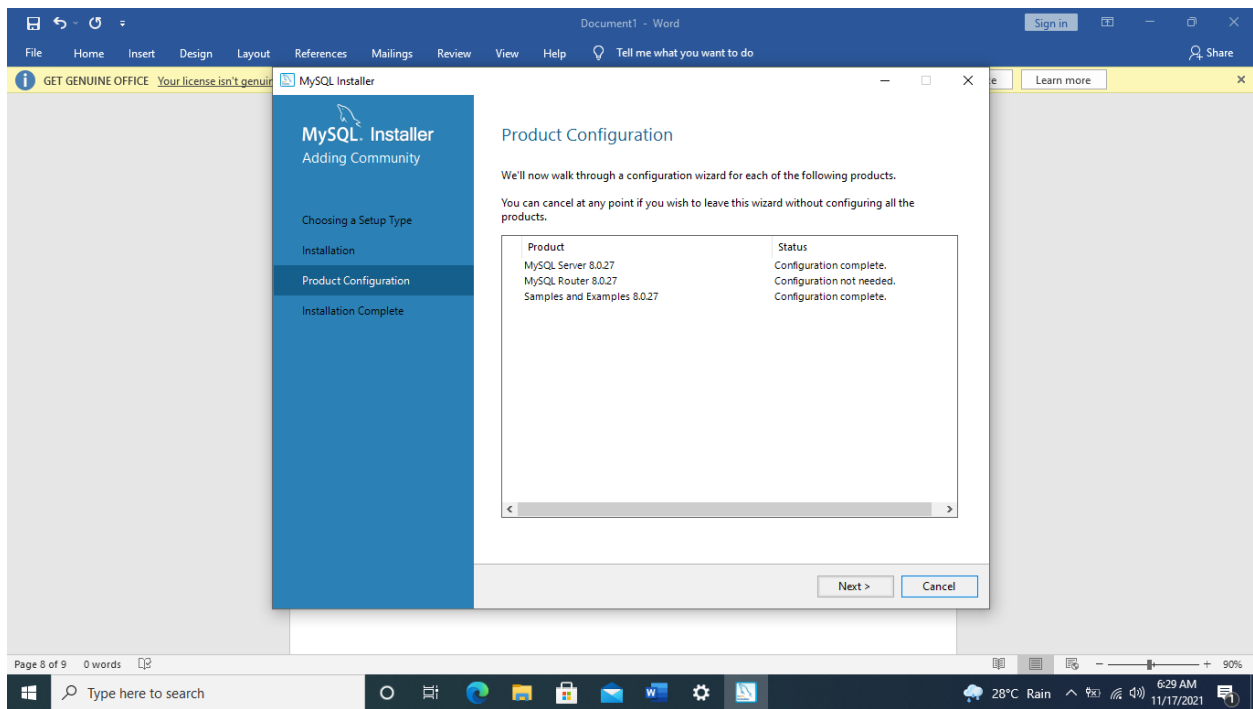 Document1 - Word
Sign in
File Home Insert Design Layout References Mailings Review View Help Tell me what you want to do Share
GET GENUINE OFFICE Your license isn't genuin
e Learn more
MySQL Installer
MySQL. Installer
Adding Community
Choosing a Setup Type
Installation
Product Configuration
Installation Complete
Product Configuration
We'll now walk through a configuration wizard for each of the following products.
You can cancel at any point if you wish to leave this wizard without configuring all the
products.
Product Status
MySQL Server 8.0.27 Configuration complete.
MySQL Router 8.0.27 Configuration not needed.
Samples and Examples 8.0.27 Configuration complete.
Next > Cancel
Page 8 of 9 0 words
90%
Type here to search
28°C Rain
6:29 AM
11/17/2021
1